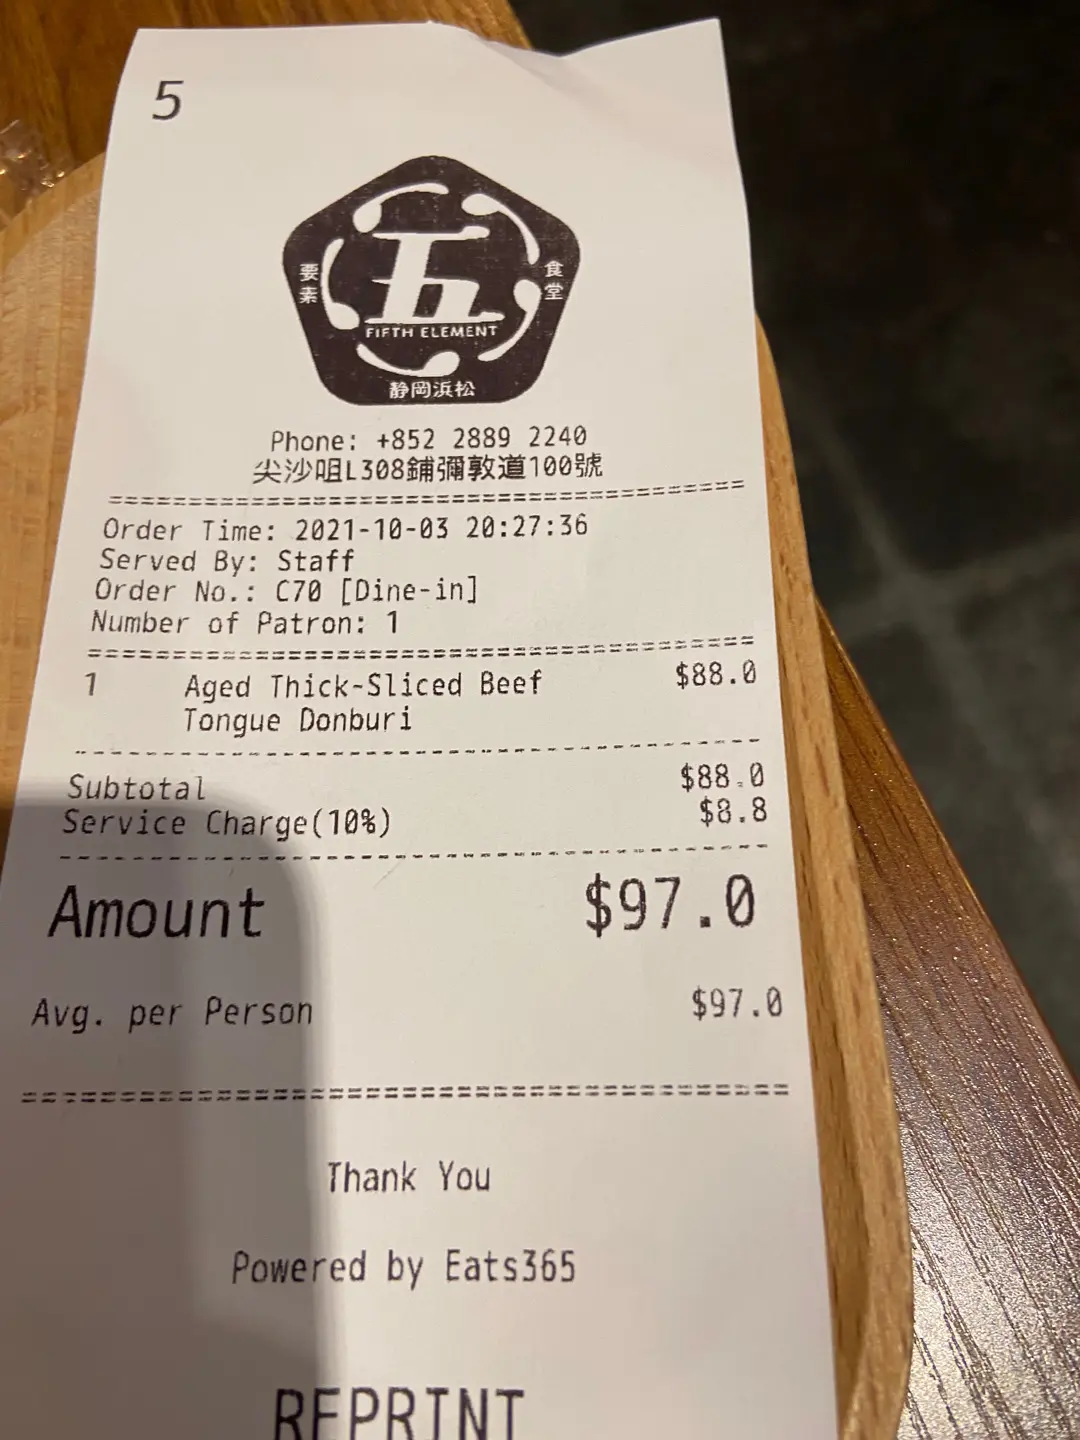 5
五
要素
食堂
FIFTH ELEMENT
静岡浜松
Phone: +852 2889 2240
尖沙咀L308鋪彌敦道100號
Order Time: 2021-10-03 20:27:36
Served By: Staff
Order No.: C70 [Dine-in]
Number of Patron: 1
1 Aged Thick-Sliced Beef $88.0
Tongue Donburi
Subtotal $88.0
Service Charge(10%) $8.8
Amount $97.0
Avg. per Person $97.0
Thank You
Powered by Eats365
REPRINT